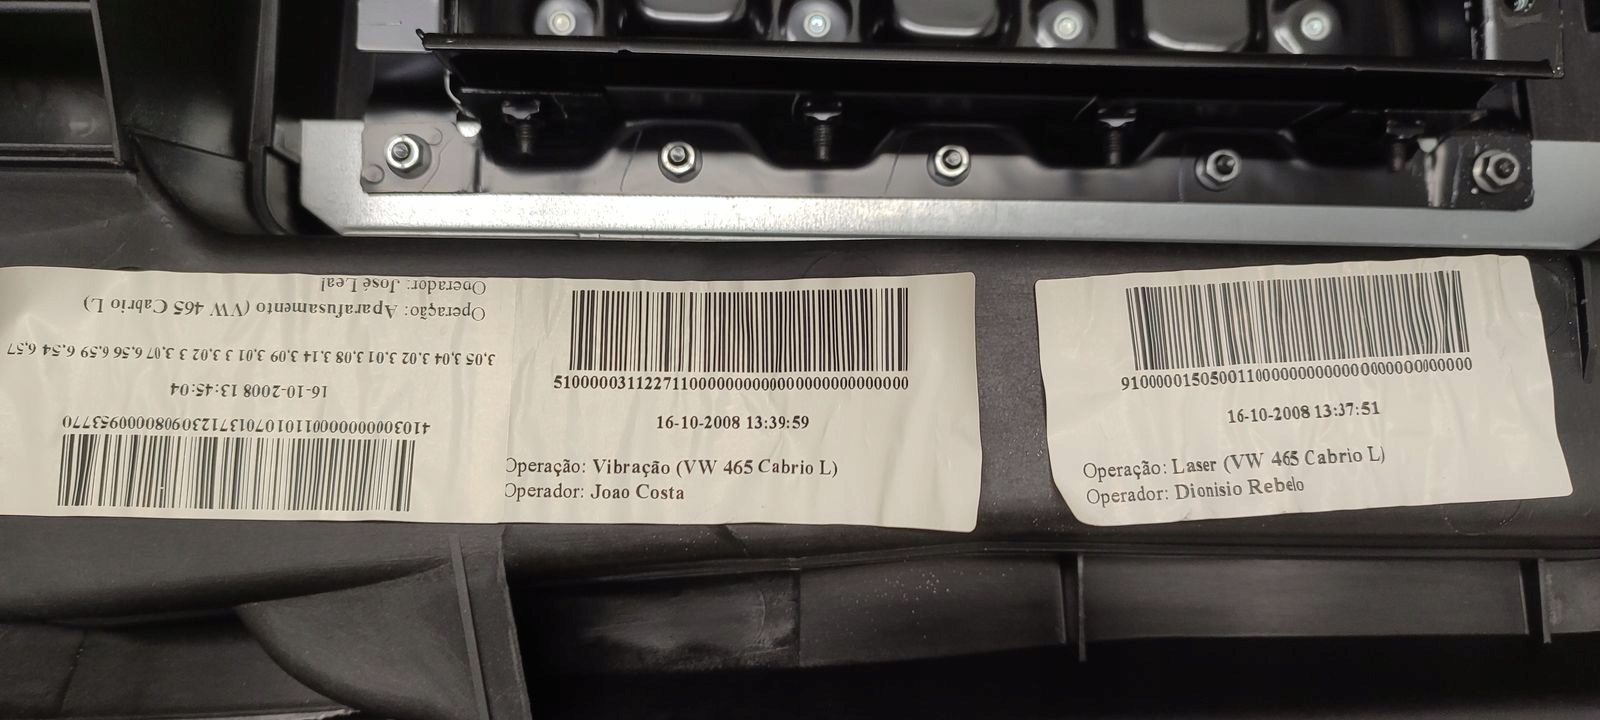 Operador: José Leal
Operação: Aparafusamento (VW 465 Cabrio L)
3,05 3,04 3,02 3,01 3,08 3,14 3,09 3,01 3 3,02 3 3,07 6,56 6,59 6,54 6,57
16-10-2008 13:45:04
5100000311227110000000000000000000000000
16-10-2008 13:39:59
Operação: Vibração (VW 465 Cabrio L)
Operador: Joao Costa
16-10-2008 13:37:51
Operação: Laser (VW 465 Cabrio L)
Operador: Dionisio Rebelo